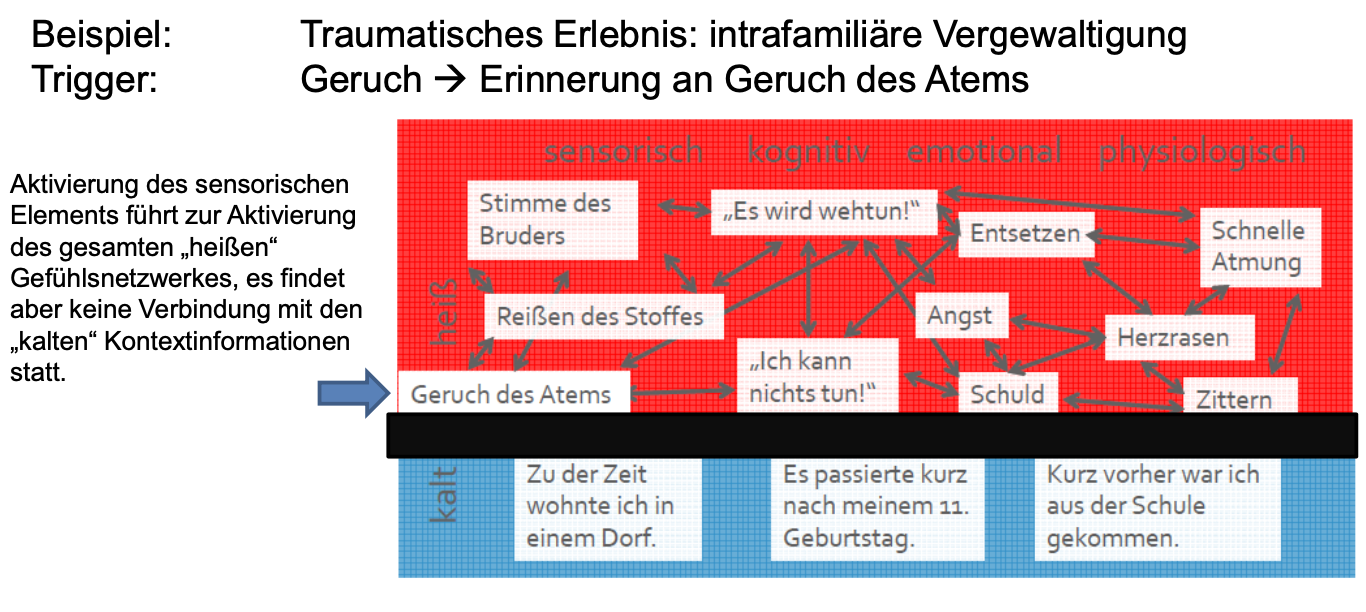 Beispiel: Traumatisches Erlebnis: intrafamiliäre Vergewaltigung
Trigger: Geruch → Erinnerung an Geruch des Atems
Aktivierung des sensorischen
Elements führt zur Aktivierung
des gesamten „heißen“
Gefühlsnetzwerkes, es findet
aber keine Verbindung mit den
„kalten“ Kontextinformationen
statt.
sensorisch kognitiv emotional physiologisch
heiß
Stimme des
Bruders
„Es wird wehtun!“
Entsetzen
Schnelle
Atmung
Reißen des Stoffes
Angst
Herzrasen
Geruch des Atems
„Ich kann
nichts tun!“
Schuld
Zittern
kalt
Zu der Zeit
wohnte ich in
einem Dorf.
Es passierte kurz
nach meinem 11.
Geburtstag.
Kurz vorher war ich
aus der Schule
gekommen.